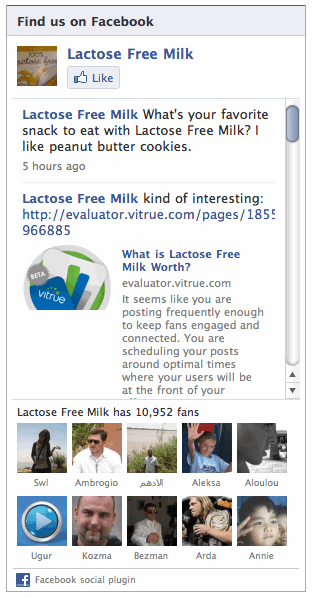 Find us on Facebook
100%
Lactose Free Milk
Like
Lactose Free Milk What's your favorite
snack to eat with Lactose Free Milk? I
like peanut butter cookies.
5 hours ago
Lactose Free Milk kind of interesting:
http://evaluator.vitrue.com/pages/1855
966885
BETA
vitrue
What is Lactose Free
Milk Worth?
evaluator.vitrue.com
It seems like you are
posting frequently enough
to keep fans engaged and
connected. You are
scheduling your posts
around optimal times
where your users will be
at the front of your
Lactose Free Milk has 10,952 fans
Swl
Ambrogio
الادهم
Aleksa
Aloulou
Ugur
Kozma
Bezman
Arda
Annie
Facebook social plugin